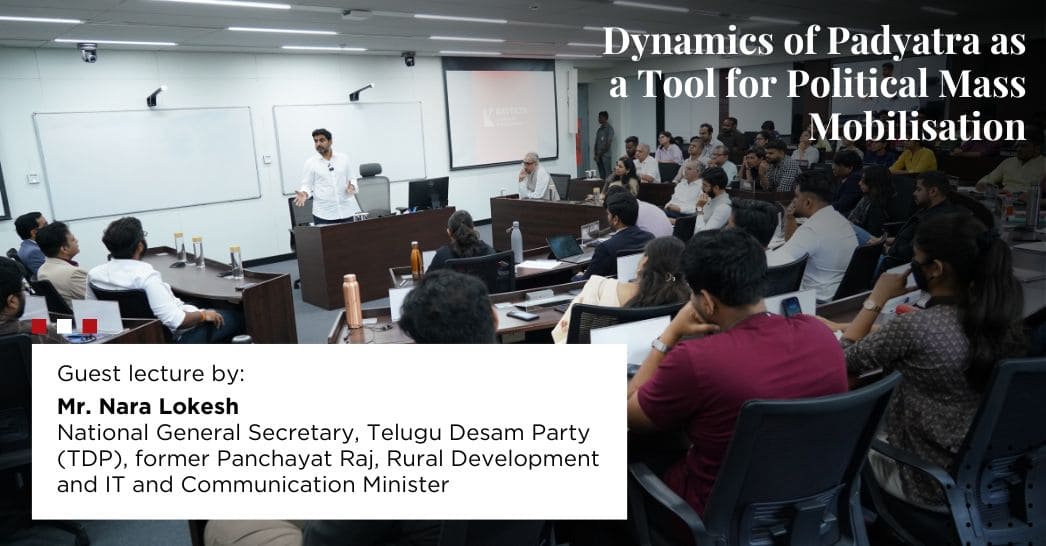 Dynamics of Padyatra as
a Tool for Political Mass
Mobilisation
Guest lecture by:
Mr. Nara Lokesh
National General Secretary, Telugu Desam Party
(TDP), former Panchayat Raj, Rural Development
and IT and Communication Minister